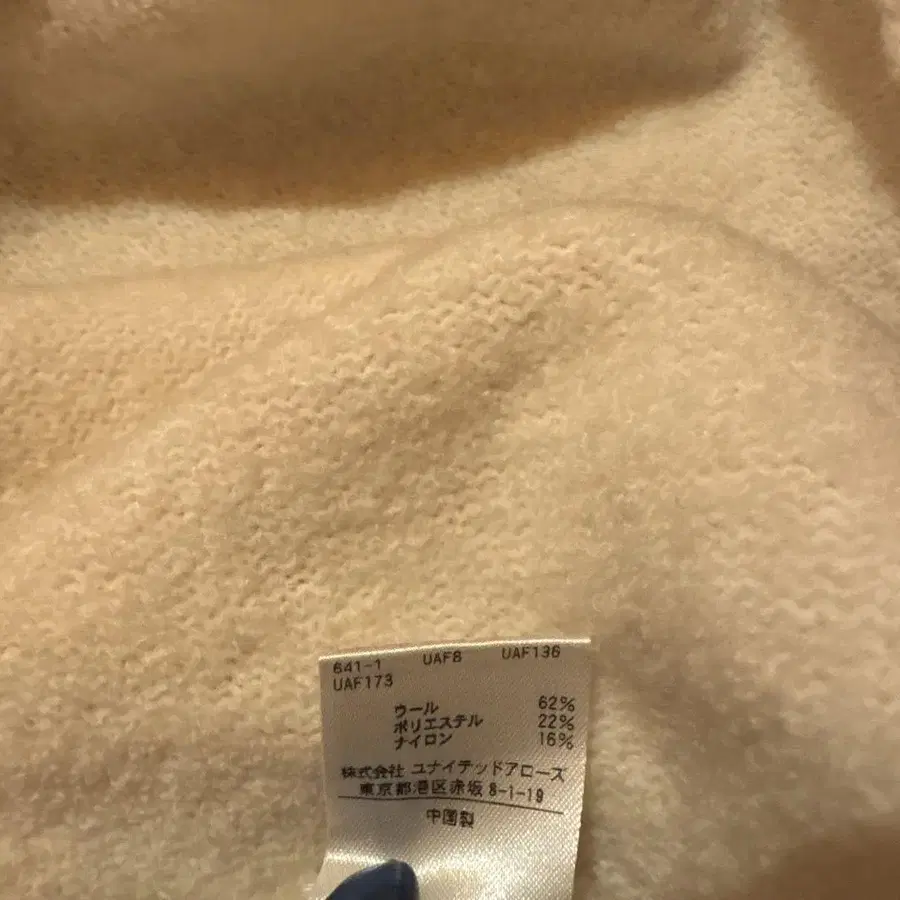 641-1 UAF8 UAF136
UAF173
ウール 62%
ポリエステル 22%
ナイロン 16%
株式会社 ユナイテッドアローズ
東京都港区赤坂 8-1-19
中国製